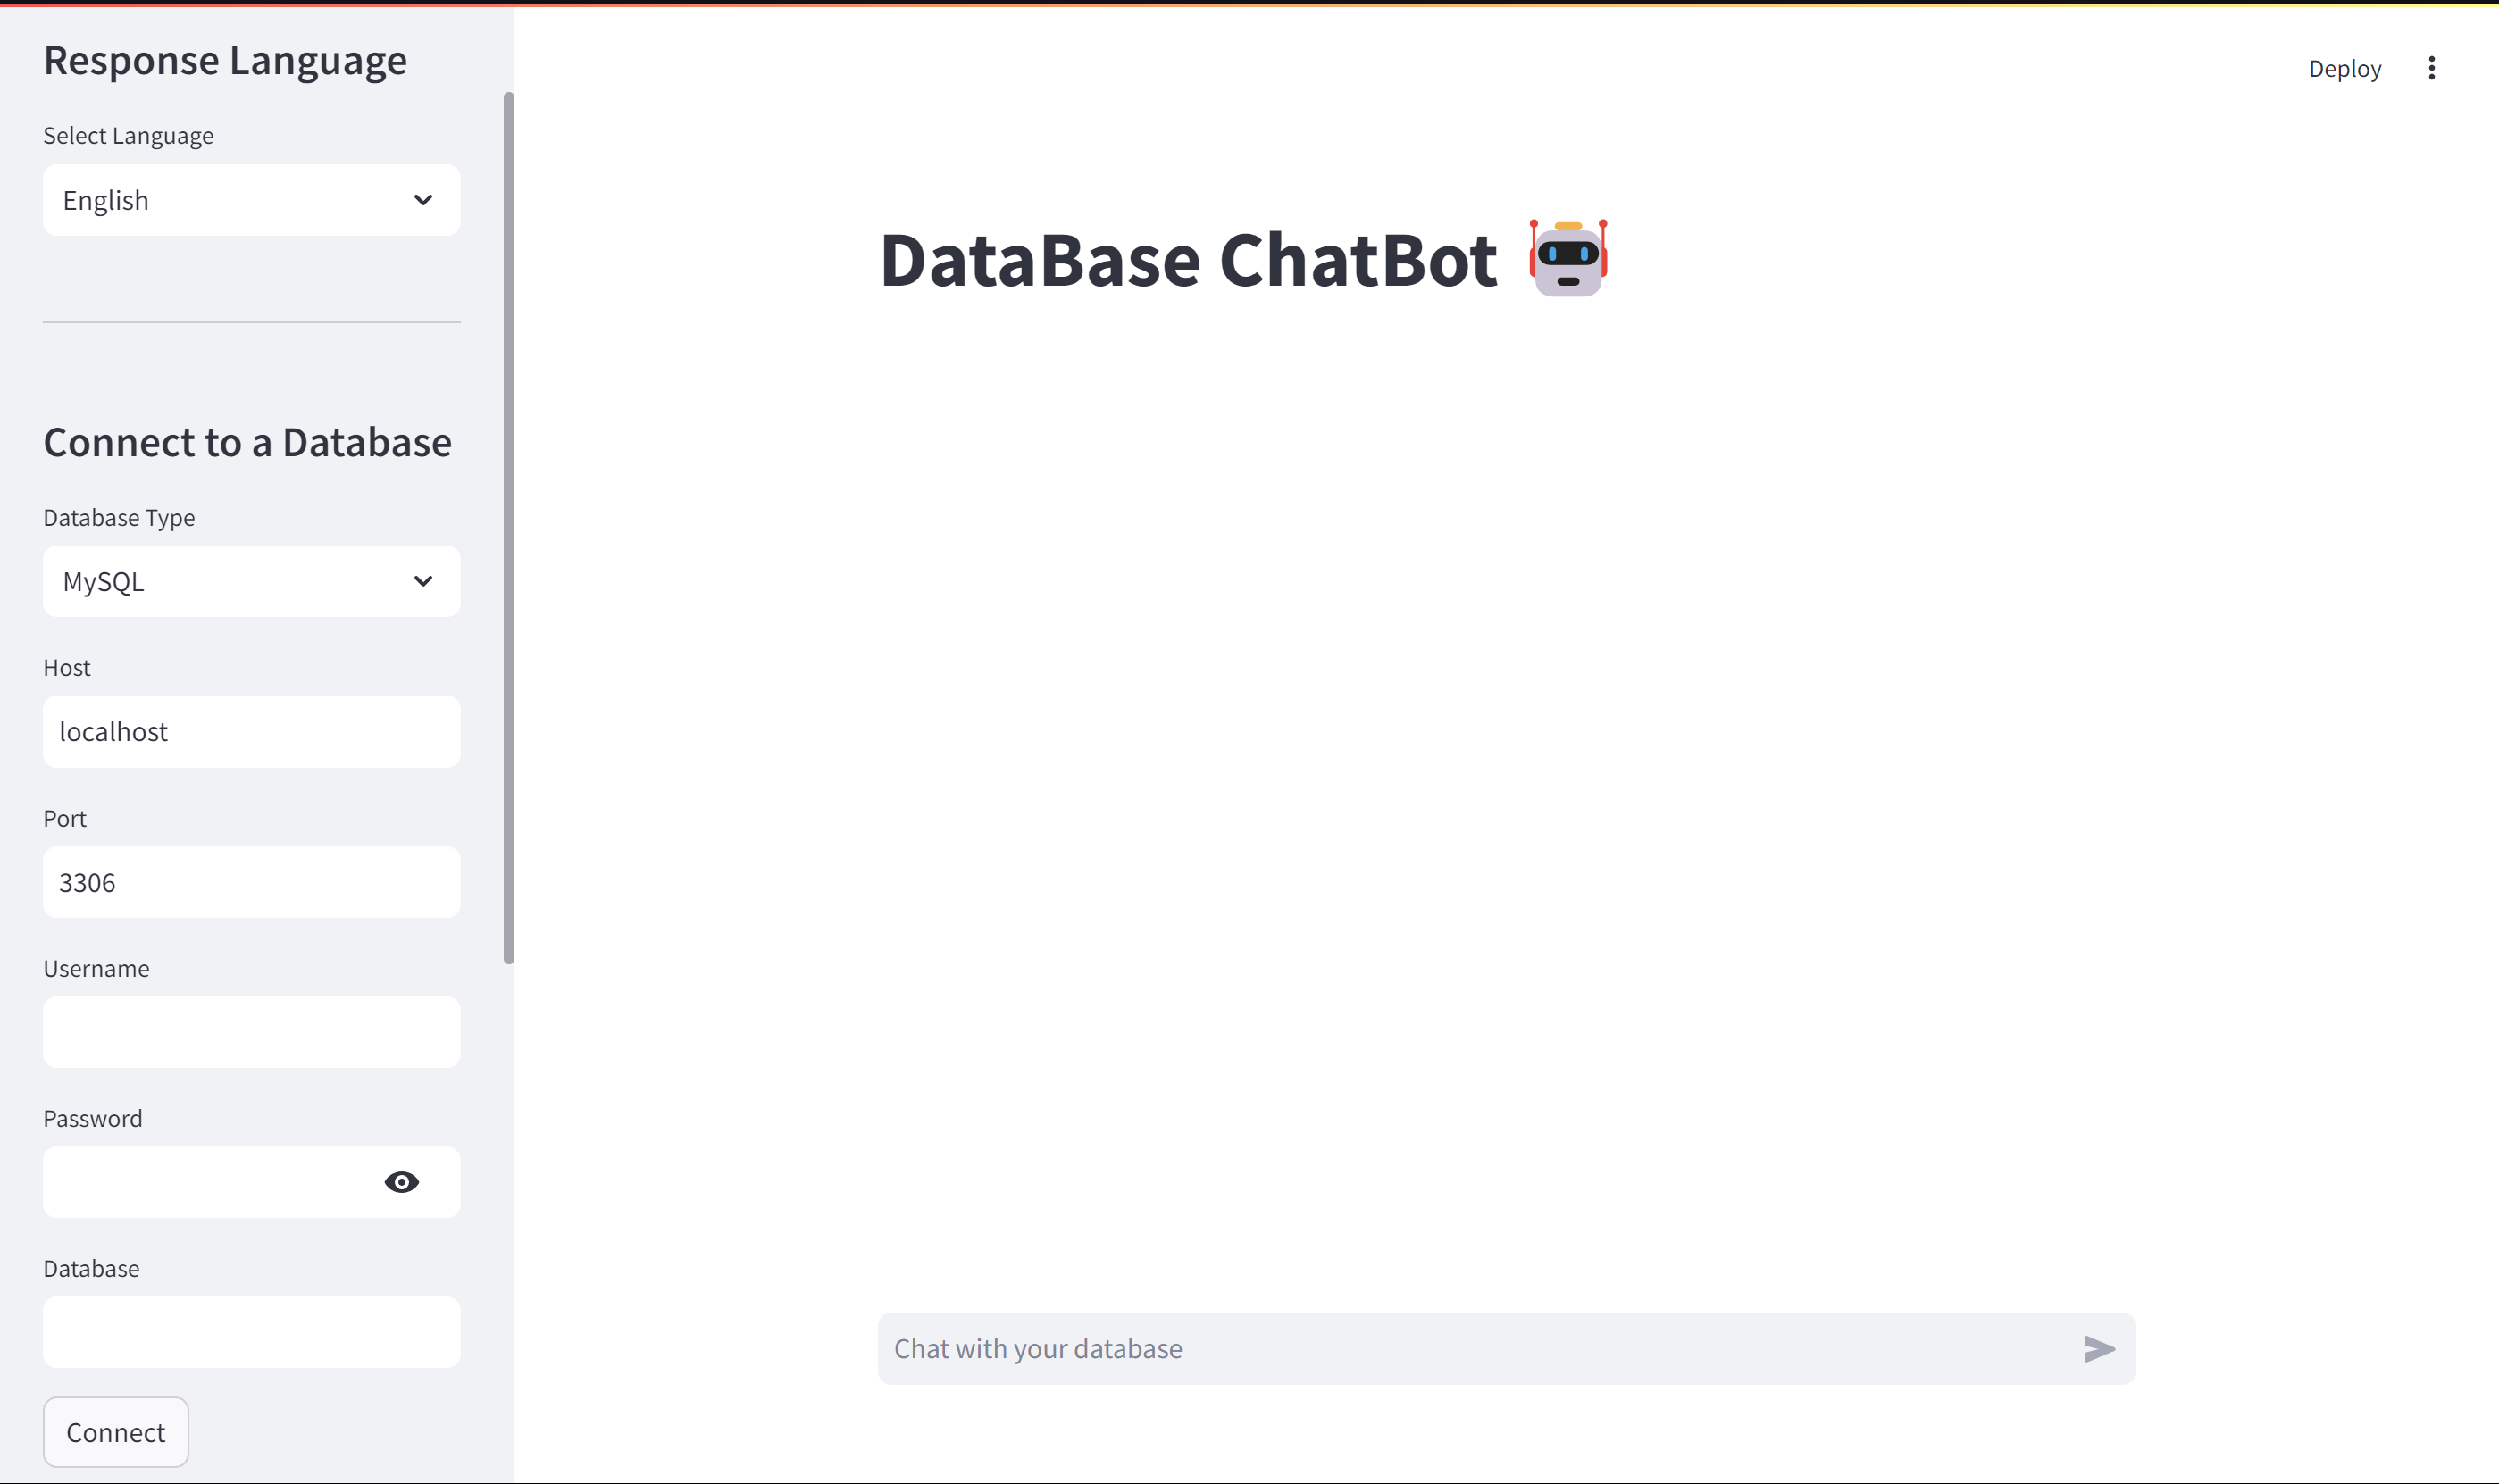 Response Language
Select Language
English
Connect to a Database
Database Type
MySQL
Host
localhost
Port
3306
Username
Password
Database
Connect
Deploy
DataBase ChatBot
Chat with your database